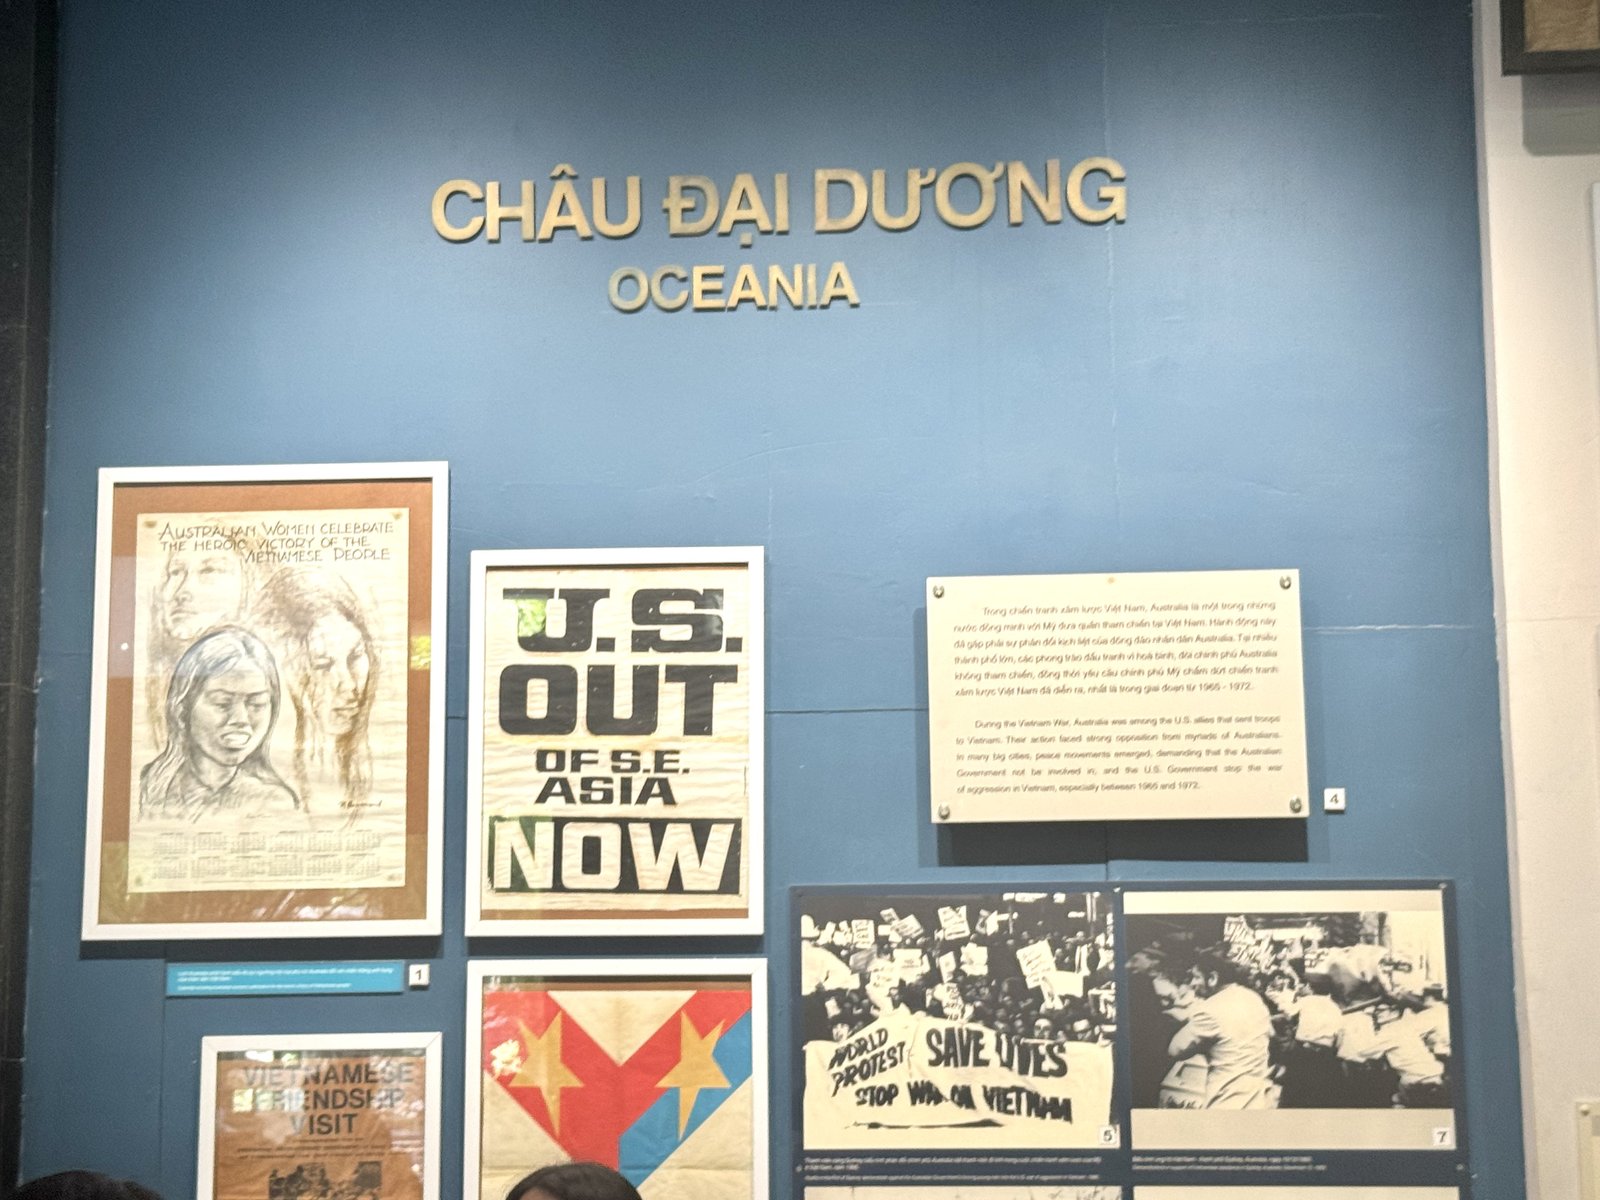 CHÂU ĐẠI DƯƠNG
OCEANIA
AUSTRALIAN WOMEN CELEBRATE
THE HEROIC VICTORY OF THE
VIETNAMESE PEOPLE
U.S.
OUT
OF S.E.
ASIA
NOW
Trong chiến tranh xâm lược Việt Nam, Australia là một trong những
nước đồng minh với Mỹ đưa quân tham chiến tại Việt Nam. Hành động này
đã gặp phải sự phản đối kịch liệt của đông đảo nhân dân Australia. Tại nhiều
thành phố lớn, các phong trào đấu tranh vì hoà bình, đòi chính phủ Australia
không tham chiến, đồng thời yêu cầu chính phủ Mỹ chấm dứt chiến tranh
xâm lược Việt Nam đã diễn ra, nhất là trong giai đoạn từ 1965 - 1972.
During the Vietnam War, Australia was among the U.S. allies that sent troops
to Vietnam. Their action faced strong opposition from myriads of Australians.
In many big cities, peace movements emerged, demanding that the Australian
Government not be involved in, and the U.S. Government stop the war
of aggression in Vietnam, especially between 1965 and 1972.
4
1
VIETNAMESE
FRIENDSHIP
VISIT
WORLD
PROTEST
SAVE LIVES
STOP WAR ON VIETNAM
5
7